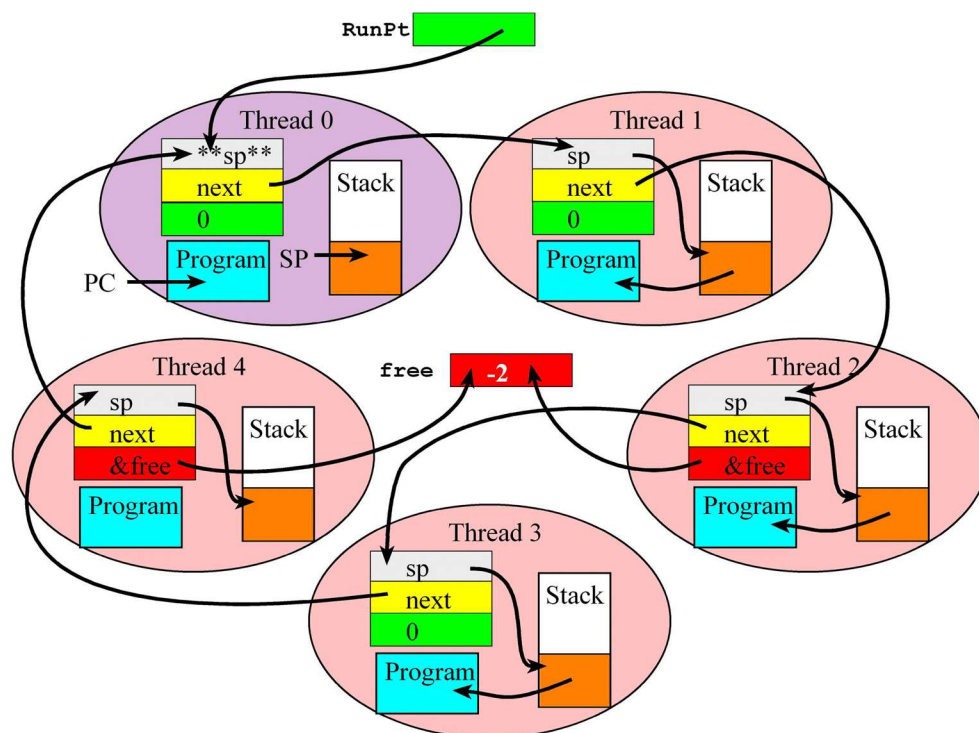 RunPt
Thread 0
**sp**
next
0
Stack
Program
PC
SP
Thread 1
sp
next
0
Stack
Program
free
-2
Thread 4
sp
next
&free
Stack
Program
Thread 2
sp
next
&free
Stack
Program
Thread 3
sp
next
0
Stack
Program